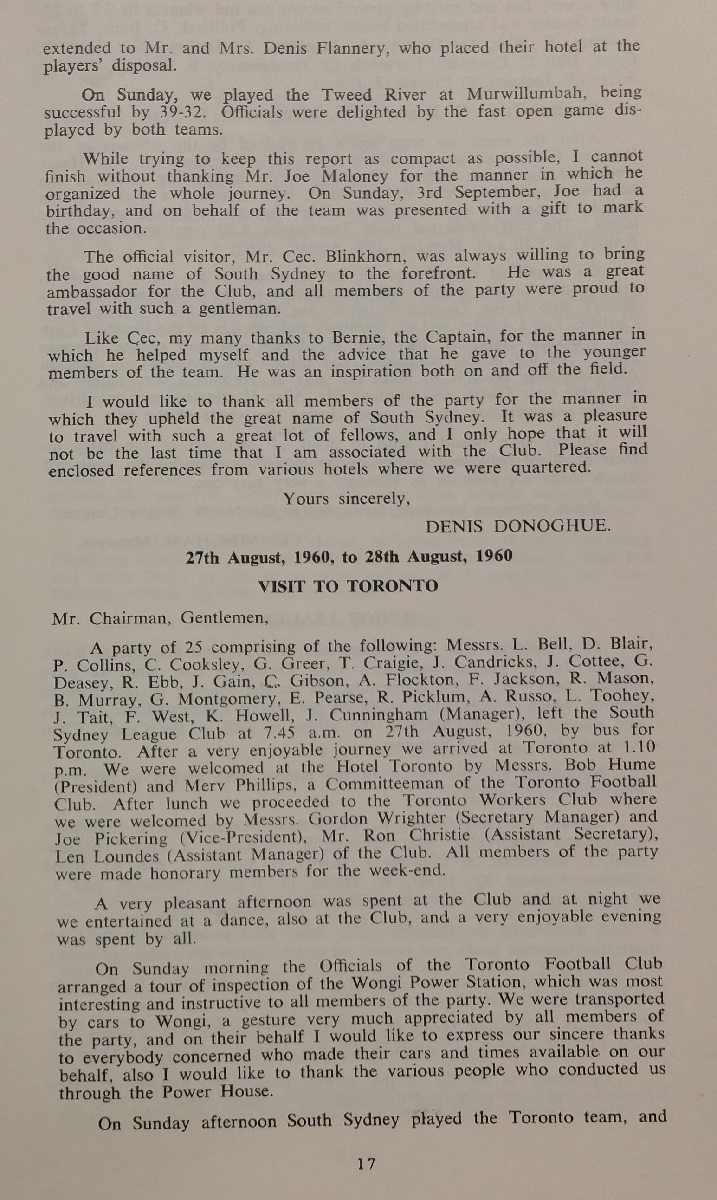 extended to Mr. and Mrs. Denis Flannery, who placed their hotel at the
players' disposal.
On Sunday, we played the Tweed River at Murwillumbah, being
successful by 39-32. Officials were delighted by the fast open game dis-
played by both teams.
While trying to keep this report as compact as possible, I cannot
finish without thanking Mr. Joe Maloney for the manner in which he
organized the whole journey. On Sunday, 3rd September, Joe had a
birthday, and on behalf of the team was presented with a gift to mark
the occasion.
The official visitor, Mr. Cec. Blinkhorn, was always willing to bring
the good name of South Sydney to the forefront. He was a great
ambassador for the Club, and all members of the party were proud to
travel with such a gentleman.
Like Cec, my many thanks to Bernie, the Captain, for the manner in
which he helped myself and the advice that he gave to the younger
members of the team. He was an inspiration both on and off the field.
I would like to thank all members of the party for the manner in
which they upheld the great name of South Sydney. It was a pleasure
to travel with such a great lot of fellows, and I only hope that it will
not be the last time that I am associated with the Club. Please find
enclosed references from various hotels where we were quartered.
Yours sincerely,
DENIS DONOGHUE.
27th August, 1960, to 28th August, 1960
VISIT TO TORONTO
Mr. Chairman, Gentlemen,
A party of 25 comprising of the following: Messrs. L. Bell, D. Blair,
P. Collins, C. Cooksley, G. Greer, T. Craigie, J. Candricks, J. Cottee, G.
Deasey, R. Ebb, J. Gain, C. Gibson, A. Flockton, F. Jackson, R. Mason,
B. Murray, G. Montgomery, E. Pearse, R. Picklum, A. Russo, L. Toohey,
J. Tait, F. West, K. Howell, J. Cunningham (Manager), left the South
Sydney League Club at 7.45 a.m. on 27th August, 1960, by bus for
Toronto. After a very enjoyable journey we arrived at Toronto at 1.10
p.m. We were welcomed at the Hotel Toronto by Messrs. Bob Hume
(President) and Merv Phillips, a Committeeman of the Toronto Football
Club. After lunch we proceeded to the Toronto Workers Club where
we were welcomed by Messrs. Gordon Wrighter (Secretary Manager) and
Joe Pickering (Vice-President), Mr. Ron Christie (Assistant Secretary),
Len Loundes (Assistant Manager) of the Club. All members of the party
were made honorary members for the week-end.
A very pleasant afternoon was spent at the Club and at night we
we entertained at a dance, also at the Club, and a very enjoyable evening
was spent by all.
On Sunday morning the Officials of the Toronto Football Club
arranged a tour of inspection of the Wongi Power Station, which was most
interesting and instructive to all members of the party. We were transported
by cars to Wongi, a gesture very much appreciated by all members of
the party, and on their behalf I would like to express our sincere thanks
to everybody concerned who made their cars and times available on our
behalf, also I would like to thank the various people who conducted us
through the Power House.
On Sunday afternoon South Sydney played the Toronto team, and
17